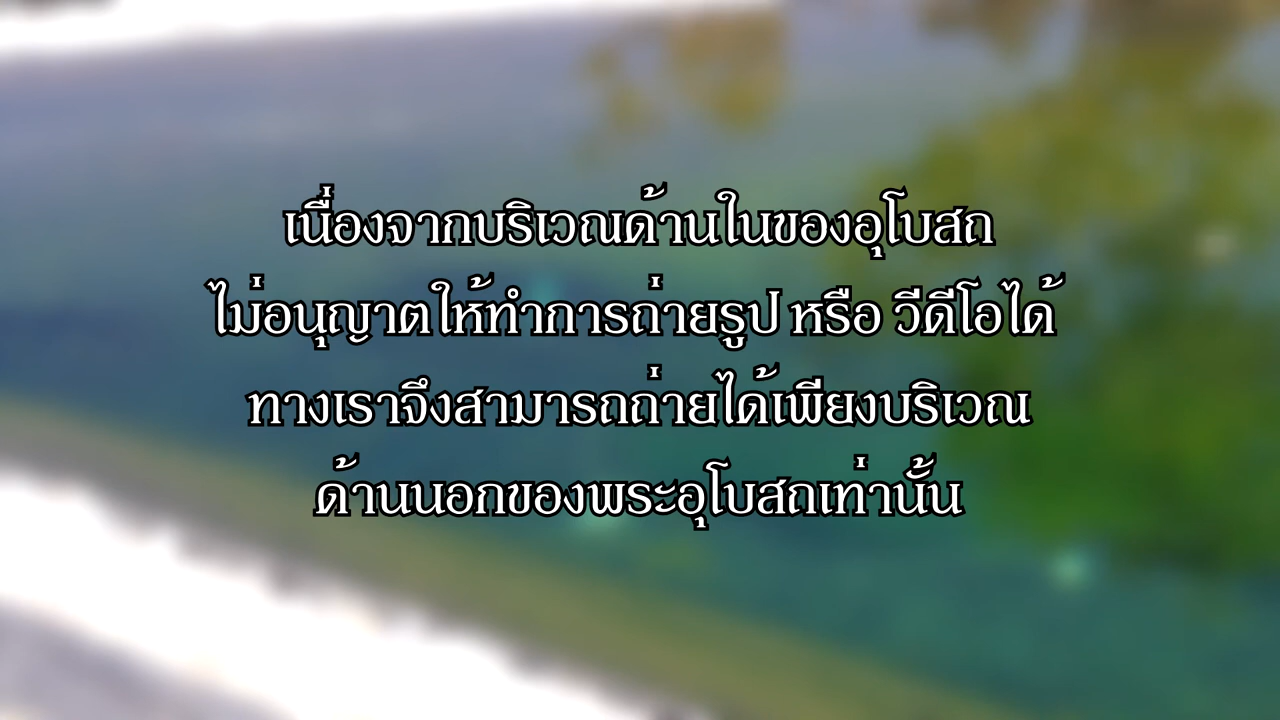 เนื่องจากบริเวณด้านในของอุโบสถ
ไม่อนุญาตให้ทำการถ่ายรูป หรือ วีดีโอได้
ทางเราจึงสามารถถ่ายได้เพียงบริเวณ
ด้านนอกของพระอุโบสถเท่านั้น